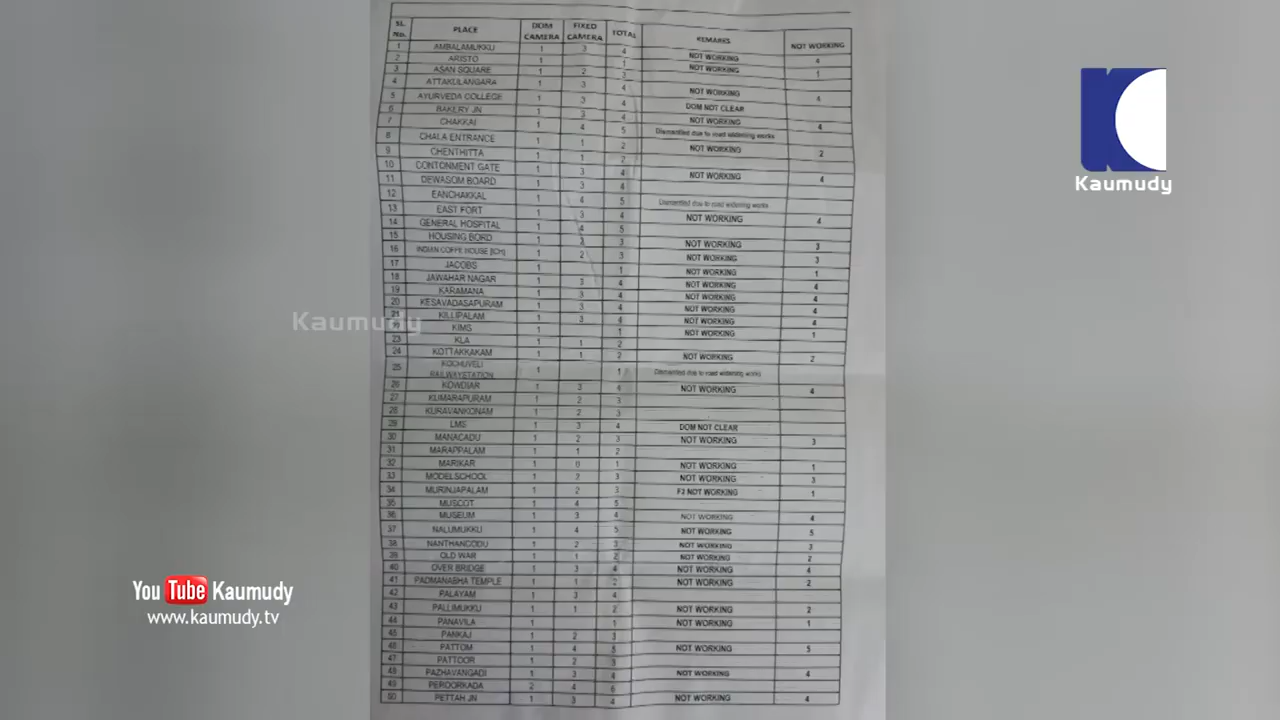 SL. No. PLACE DOM CAMERA FIXED CAMERA TOTAL REMARKS NOT WORKING
1 AMBALAMUKKU 1 3 4 NOT WORKING 4
2 ARISTO 1 1 NOT WORKING 1
3 ASAN SQUARE 1 2 3
4 ATTAKULANGARA 1 3 4 NOT WORKING 4
5 AYURVEDA COLLEGE 1 3 4 DOM NOT CLEAR
6 BAKERY JN 1 3 4 NOT WORKING 4
7 CHAKKAI 1 4 5 Dismantled due to road widening works
8 CHALA ENTRANCE 1 1 2 NOT WORKING 2
9 CHENTHITTA 1 1 2
10 CONTONMENT GATE 1 3 4 NOT WORKING 4
11 DEWASOM BOARD 1 3 4
12 EANCHAKKAL 1 4 5 Dismantled due to road widening works
13 EAST FORT 1 3 4 NOT WORKING 4
14 GENERAL HOSPITAL 1 4 5
15 HOUSING BORD 1 2 3 NOT WORKING 3
16 INDIAN COFFE HOUSE [ICH] 1 2 3 NOT WORKING 3
17 JACOBS 1 1 NOT WORKING 1
18 JAWAHAR NAGAR 1 3 4 NOT WORKING 4
19 KARAMANA 1 3 4 NOT WORKING 4
20 KESAVADASAPURAM 1 3 4 NOT WORKING 4
21 KILLIPALAM 1 3 4 NOT WORKING 4
22 KIMS 1 1 NOT WORKING 1
23 KLA 1 1 2
24 KOTTAKKAKAM 1 1 2 NOT WORKING 2
25 KOCHUVELI RAILWAYSTATION 1 1 Dismantled due to road widening works
26 KOWDIAR 1 3 4 NOT WORKING 4
27 KUMARAPURAM 1 2 3
28 KURAVANKONAM 1 2 3
29 LMS 1 3 4 DOM NOT CLEAR
30 MANACADU 1 2 3 NOT WORKING 3
31 MARAPPALAM 1 1 2
32 MARIKAR 1 0 1 NOT WORKING 1
33 MODELSCHOOL 1 2 3 NOT WORKING 3
34 MURINJAPALAM 1 2 3 F2 NOT WORKING 1
35 MUSCOT 1 4 5
36 MUSEUM 1 3 4 NOT WORKING 4
37 NALUMUKKU 1 4 5 NOT WORKING 5
38 NANTHANCODU 1 2 3 NOT WORKING 3
39 OLD WAR 1 1 2 NOT WORKING 2
40 OVER BRIDGE 1 3 4 NOT WORKING 4
41 PADMANABHA TEMPLE 1 1 2 NOT WORKING 2
42 PALAYAM 1 3 4
43 PALLIMUKKU 1 1 2 NOT WORKING 2
44 PANAVILA 1 1 NOT WORKING 1
45 PANKAJ 1 2 3
46 PATTOM 1 4 5 NOT WORKING 5
47 PATTOOR 1 2 3
48 PAZHAVANGADI 1 3 4 NOT WORKING 4
49 PEROORKADA 2 4 6
50 PETTAH JN 1 3 4 NOT WORKING 4
Kaumudy
Kaumudy
You Tube Kaumudy
www.kaumudy.tv